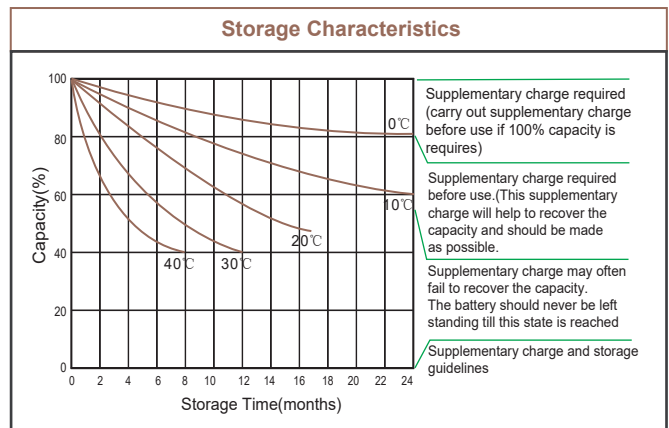 Storage Characteristics
100
80
60
40
20
0
Capacity(%)
0℃
10℃
20℃
30℃
40℃
0 2 4 6 8 10 12 14 16 18 20 22 24
Storage Time(months)
Supplementary charge required
(carry out supplementary charge
before use if 100% capacity is
requires)
Supplementary charge required
before use.(This supplementary
charge will help to recover the
capacity and should be made
as possible.
Supplementary charge may often
fail to recover the capacity.
The battery should never be left
standing till this state is reached
Supplementary charge and storage
guidelines